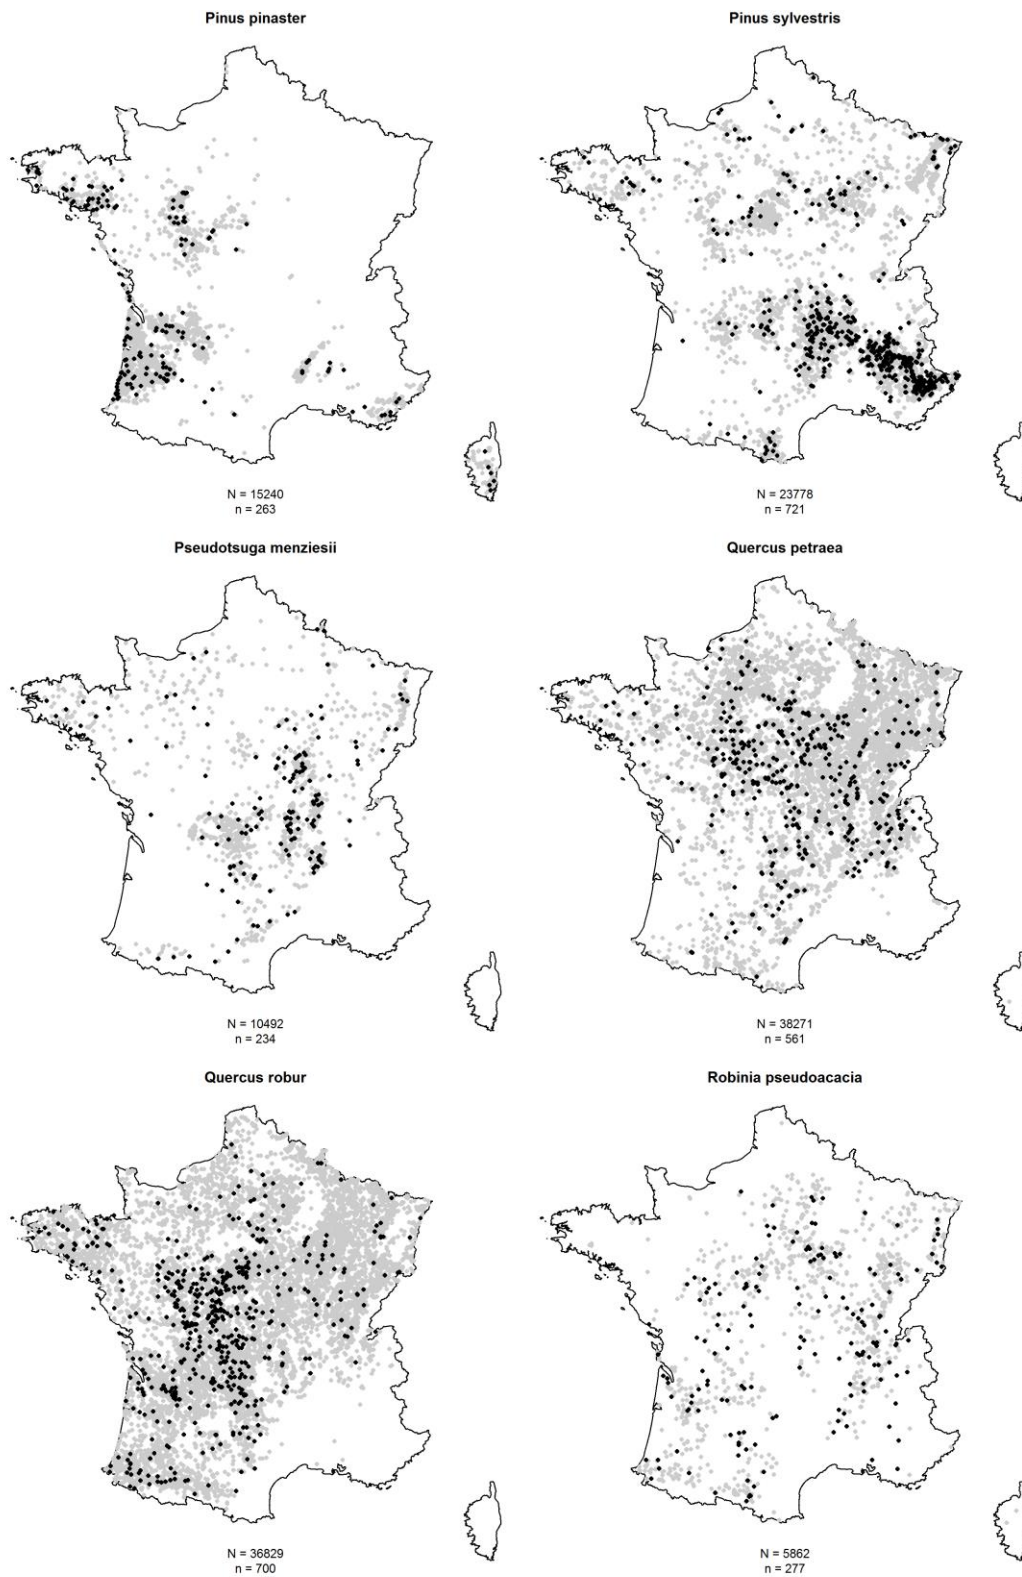 Pinus pinaster
Pinus sylvestris
N = 15240
n = 263
N = 23778
n = 721
Pseudotsuga menziesii
Quercus petraea
N = 10492
n = 234
N = 38271
n = 561
Quercus robur
Robinia pseudoacacia
N = 36829
n = 700
N = 5862
n = 277